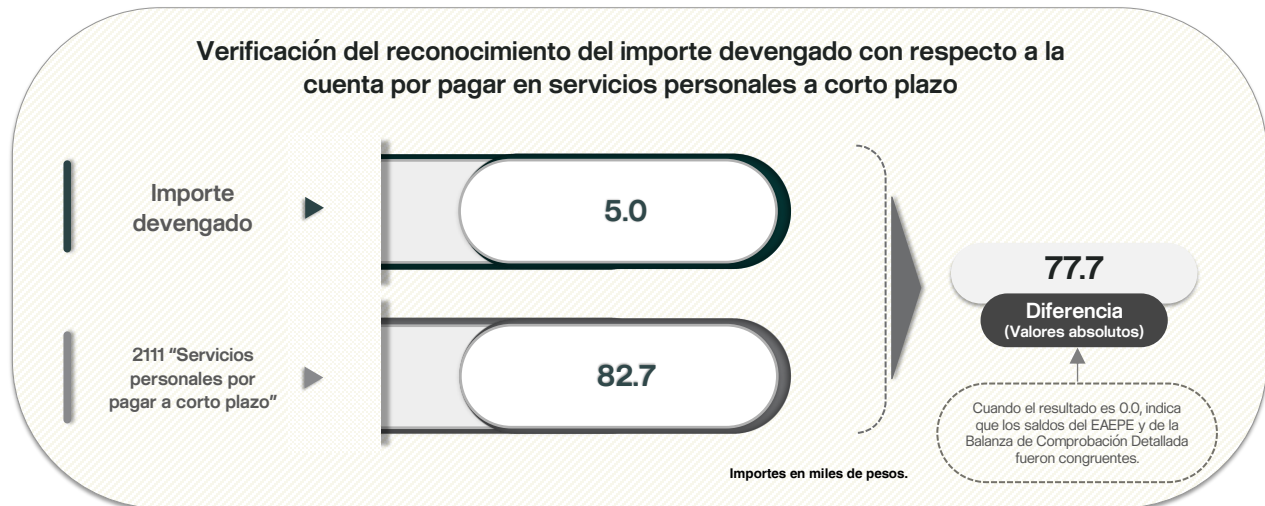 Verificación del reconocimiento del importe devengado con respecto a la
cuenta por pagar en servicios personales a corto plazo
Importe
devengado
5.0
2111 "Servicios
personales por
pagar a corto plazo"
82.7
77.7
Diferencia
(Valores absolutos)
Cuando el resultado es 0.0, indica
que los saldos del EAEPE y de la
Balanza de Comprobación Detallada
fueron congruentes.
Importes en miles de pesos.